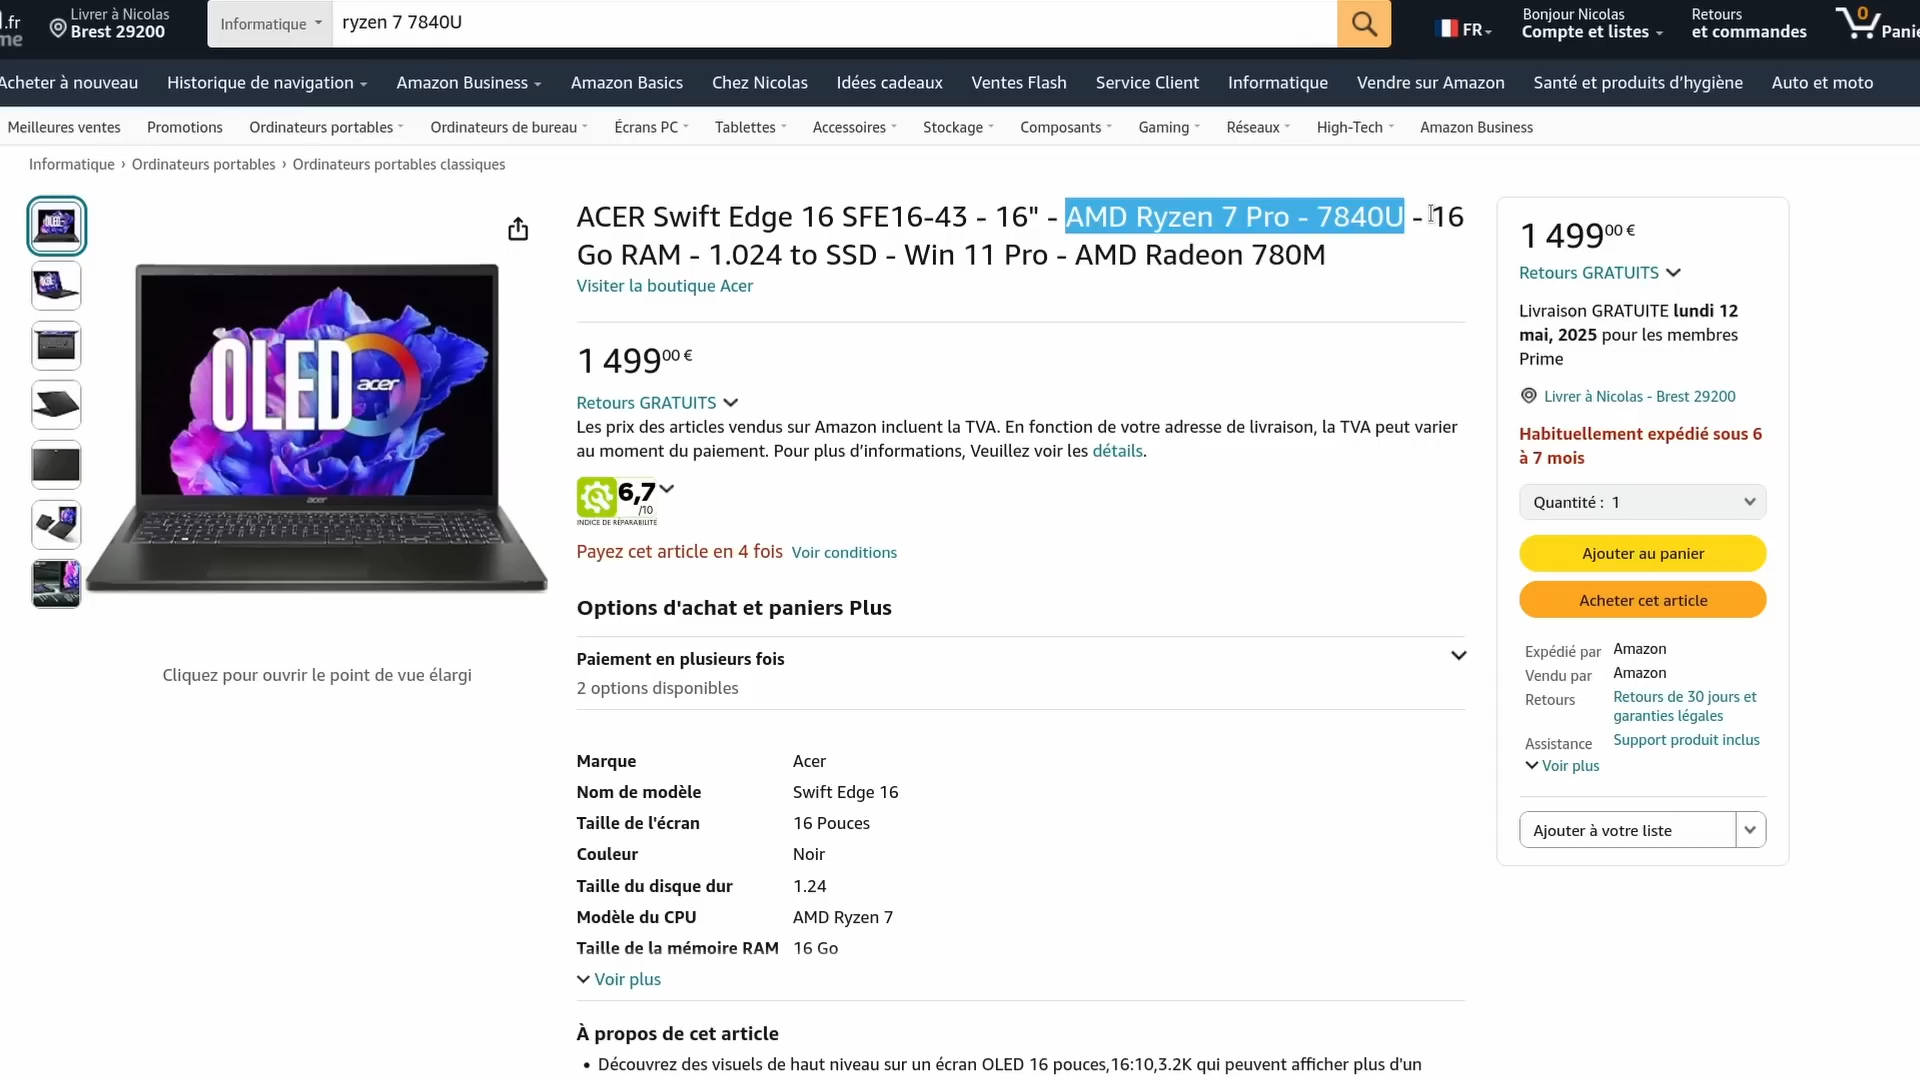 .fr
me
Livrer à Nicolas
Brest 29200
Informatique
ryzen 7 7840U
FR
Bonjour Nicolas
Compte et listes
Retours
et commandes
0
Panie
Acheter à nouveau
Historique de navigation
Amazon Business
Amazon Basics
Chez Nicolas
Idées cadeaux
Ventes Flash
Service Client
Informatique
Vendre sur Amazon
Santé et produits d’hygiène
Auto et moto
Meilleures ventes
Promotions
Ordinateurs portables
Ordinateurs de bureau
Écrans PC
Tablettes
Accessoires
Stockage
Composants
Gaming
Réseaux
High-Tech
Amazon Business
Informatique › Ordinateurs portables › Ordinateurs portables classiques
OLED
acer
acer
Cliquez pour ouvrir le point de vue élargi
ACER Swift Edge 16 SFE16-43 - 16" - AMD Ryzen 7 Pro - 7840U - 16
Go RAM - 1.024 to SSD - Win 11 Pro - AMD Radeon 780M
Visiter la boutique Acer
1 499,00 €
Retours GRATUITS
Les prix des articles vendus sur Amazon incluent la TVA. En fonction de votre adresse de livraison, la TVA peut varier
au moment du paiement. Pour plus d’informations, Veuillez voir les détails.
6,7
/10
INDICE DE RÉPARABILITÉ
Payez cet article en 4 fois Voir conditions
Options d'achat et paniers Plus
Paiement en plusieurs fois
2 options disponibles
Marque Acer
Nom de modèle Swift Edge 16
Taille de l'écran 16 Pouces
Couleur Noir
Taille du disque dur 1.24
Modèle du CPU AMD Ryzen 7
Taille de la mémoire RAM 16 Go
Voir plus
À propos de cet article
• Découvrez des visuels de haut niveau sur un écran OLED 16 pouces,16:10,3.2K qui peuvent afficher plus d'un
1 499,00 €
Retours GRATUITS
Livraison GRATUITE lundi 12
mai, 2025 pour les membres
Prime
Livrer à Nicolas - Brest 29200
Habituellement expédié sous 6
à 7 mois
Quantité : 1
Ajouter au panier
Acheter cet article
Expédié par Amazon
Vendu par Amazon
Retours Retours de 30 jours et
garanties légales
Assistance Support produit inclus
Voir plus
Ajouter à votre liste